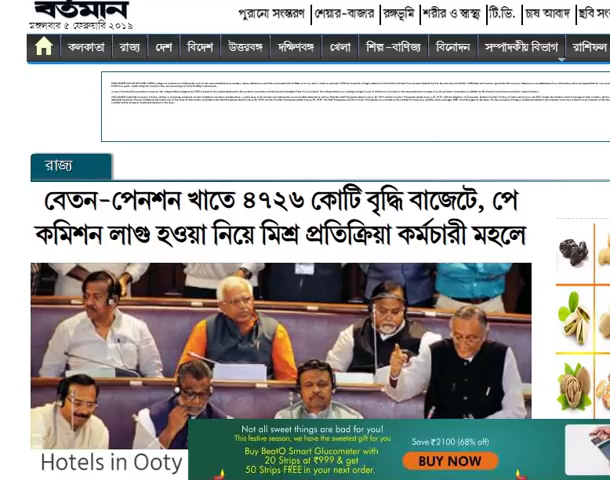 বর্তমান
মঙ্গলবার ৫ ফেব্রুয়ারি ২০১৯
পুরানো সংস্করণ | শেয়ার-বাজার | রঙ্গভূমি | শরীর ও স্বাস্থ্য | টি.ভি. | চাষ আবাদ | ছবি
কলকাতা রাজ্য দেশ বিদেশ উত্তরবঙ্গ দক্ষিণবঙ্গ খেলা শিল্প-বাণিজ্য বিনোদন সম্পাদকীয় বিভাগ রাশিফল
রাজ্য
বেতন-পেনশন খাতে ৪৭২৬ কোটি বৃদ্ধি বাজেটে, পে
কমিশন লাগু হওয়া নিয়ে মিশ্র প্রতিক্রিয়া কর্মচারী মহলে
Not all sweet things are bad for you!
This festive season, we have the sweetest gift for you
Buy BeatO Smart Glucometer with
20 Strips at ₹999 & get
50 Strips FREE in your next order.
Save ₹2100 (68% off)
BUY NOW
Hotels in Ooty